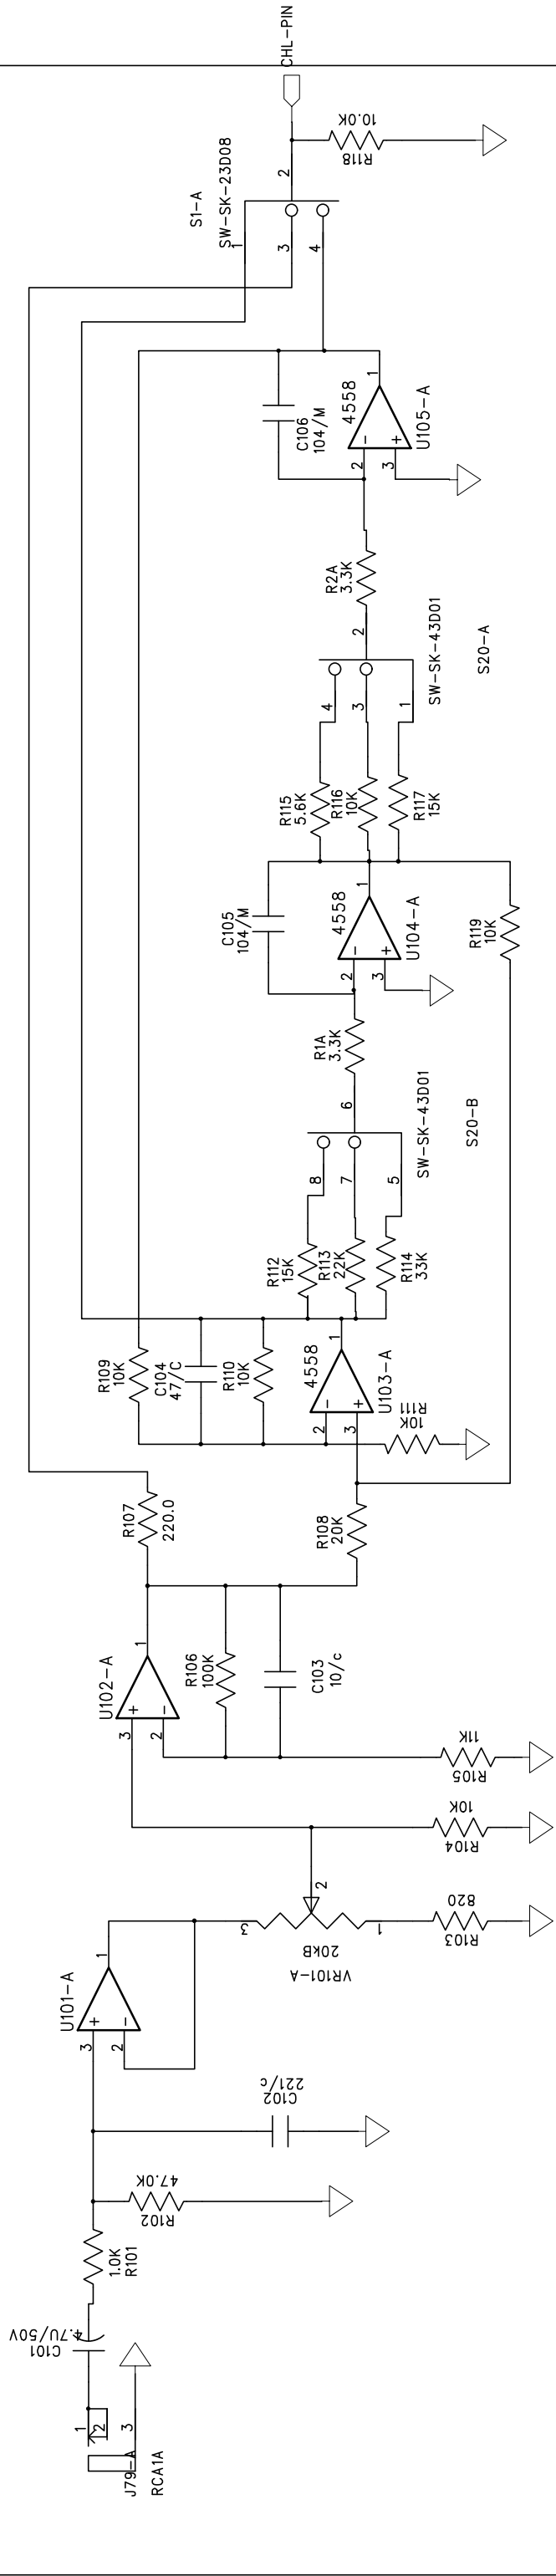 CHL-PIN
R118
10.0K
2
S1-A
SW-SK-23D08
1
3
4
C106
104/M
4558
1
U105-A
2
3
R2A
3.3K
2
SW-SK-43D01
S20-A
4
3
1
R115
5.6K
R116
10K
R117
15K
C105
104/M
4558
1
U104-A
2
3
R119
10K
R1A
3.3K
6
SW-SK-43D01
S20-B
8
7
5
R112
15K
R113
22K
R114
33K
R109
10K
C104
47/C
R110
10K
4558
1
U103-A
2
3
R111
10K
R107
220.0
R108
20K
1
U102-A
3
2
R106
100K
C103
10/c
R105
11K
R104
10K
R103
820
2
3
1
VR101-A
20kB
1
U101-A
3
2
C102
221/c
R102
47.0K
1.0K
R101
C101
4.7U/50V
1
2
3
J79-A
RCA1A